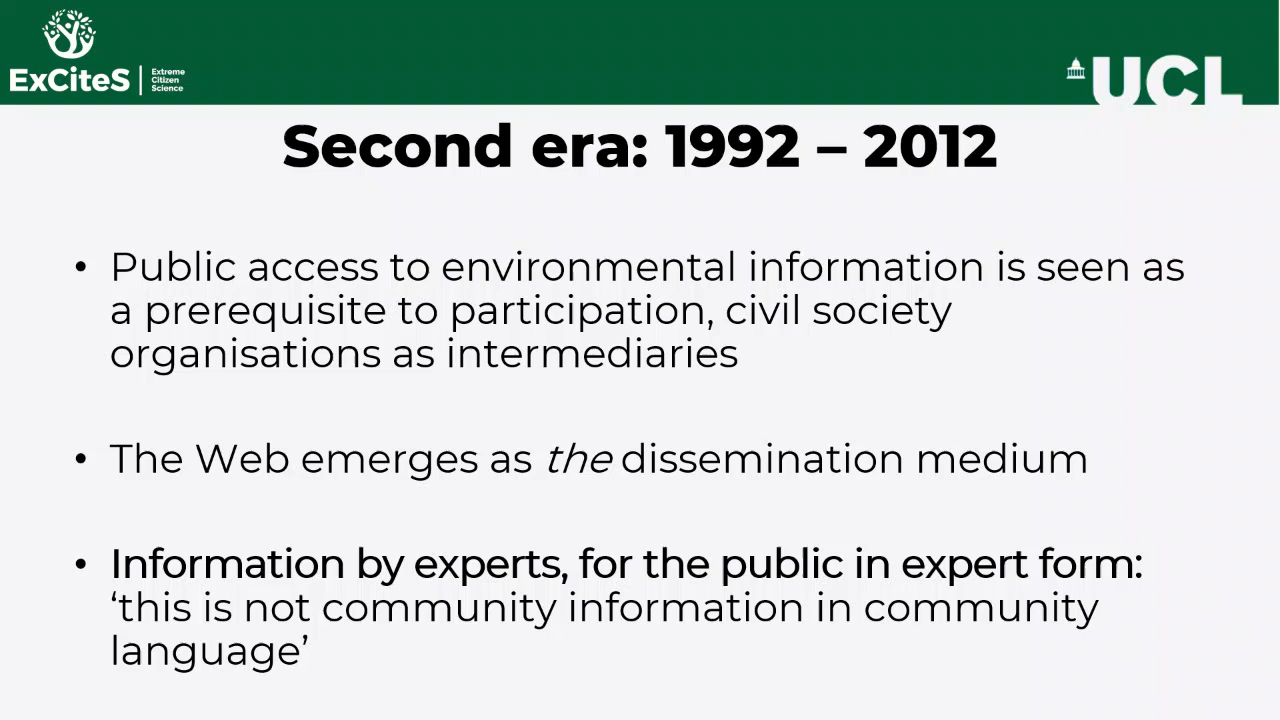 ExCiteS
Extreme
Citizen
Science
UCL
Second era: 1992 – 2012
• Public access to environmental information is seen as
a prerequisite to participation, civil society
organisations as intermediaries
• The Web emerges as the dissemination medium
• Information by experts, for the public in expert form:
‘this is not community information in community
language’